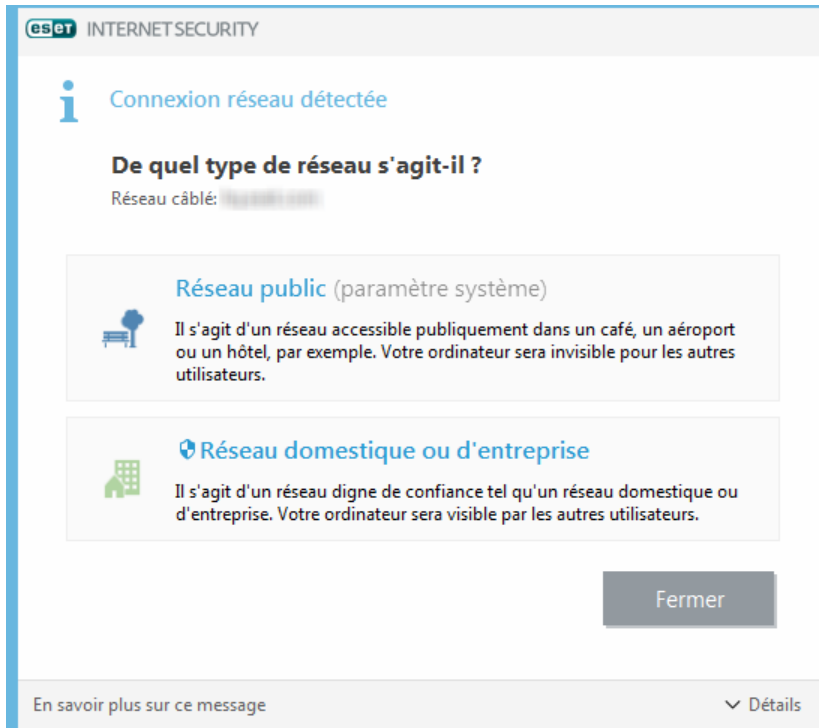 eset INTERNET SECURITY
Connexion réseau détectée
De quel type de réseau s'agit-il ?
Réseau câblé:
Réseau public (paramètre système)
Il s'agit d'un réseau accessible publiquement dans un café, un aéroport
ou un hôtel, par exemple. Votre ordinateur sera invisible pour les autres
utilisateurs.
Réseau domestique ou d'entreprise
Il s'agit d'un réseau digne de confiance tel qu'un réseau domestique ou
d'entreprise. Votre ordinateur sera visible par les autres utilisateurs.
Fermer
En savoir plus sur ce message
Détails